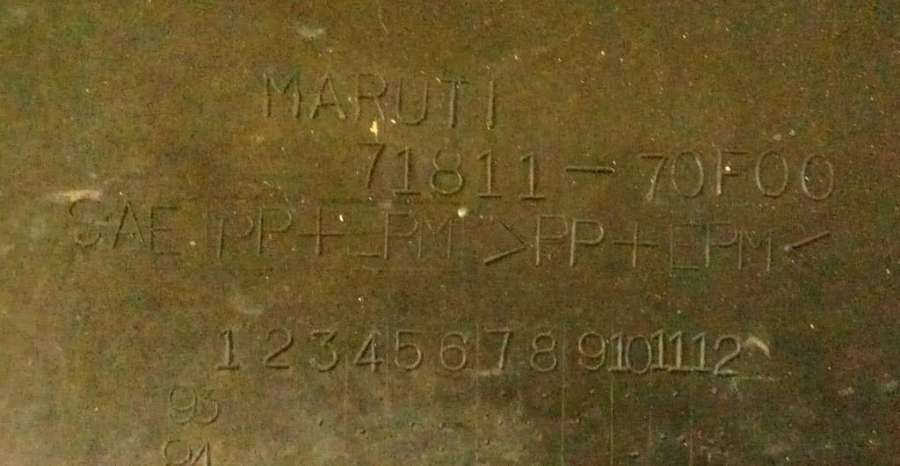 MARUTI
71811-70F00
SAE PP+EPM >PP+EPM<
1 2 3 4 5 6 7 8 9 10 11 12
93
94